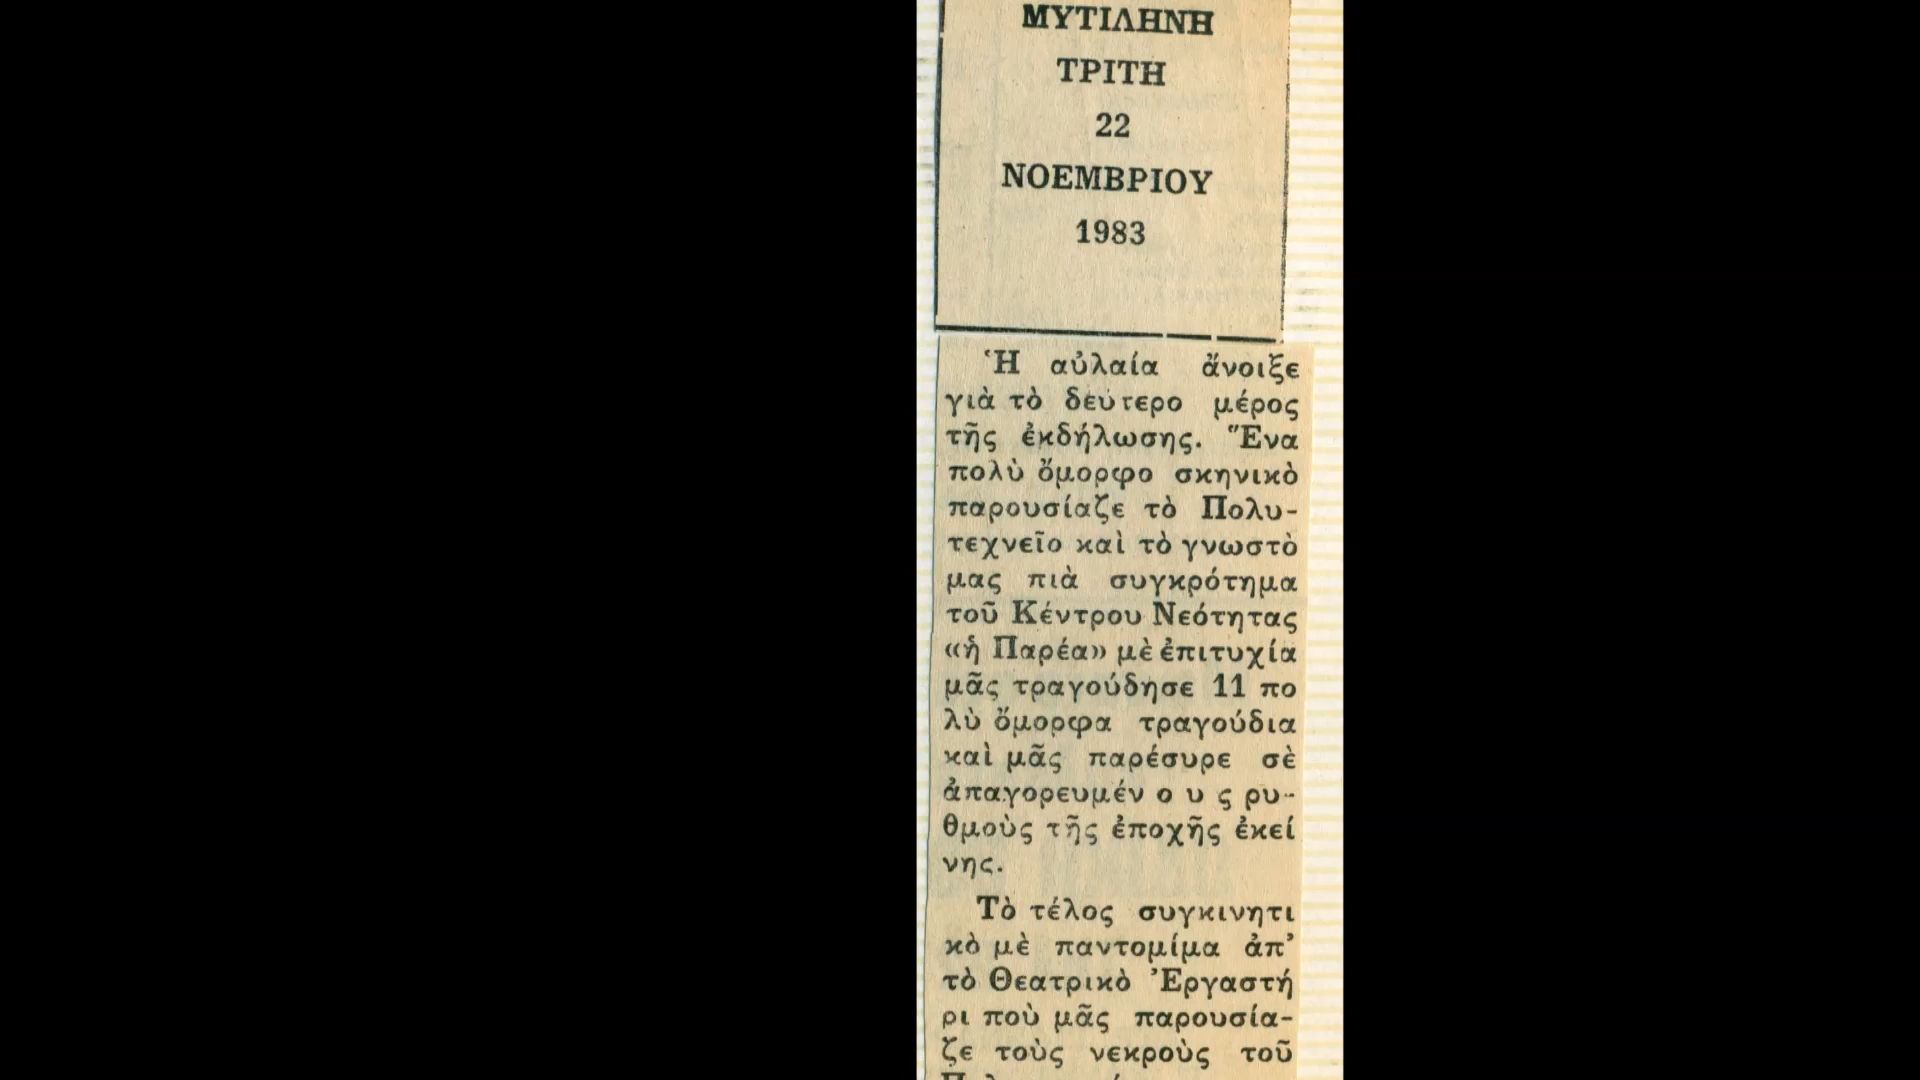 ΜΥΤΙΛΗΝΗ
ΤΡΙΤΗ
22
ΝΟΕΜΒΡΙΟΥ
1983
Ἡ αὐλαία ἄνοιξε
γιὰ τὸ δεύτερο μέρος
τῆς ἐκδήλωσης. Ἕνα
πολὺ ὄμορφο σκηνικὸ
παρουσίαζε τὸ Πολυ-
τεχνεῖο καὶ τὸ γνωστὸ
μας πιὰ συγκρότημα
τοῦ Κέντρου Νεότητας
«ἡ Παρέα» μὲ ἐπιτυχία
μᾶς τραγούδησε 11 πο
λὺ ὄμορφα τραγούδια
καὶ μᾶς παρέσυρε σὲ
ἀπαγορευμέν ο υ ς ρυ-
θμοὺς τῆς ἐποχῆς ἐκεί
νης.
Τὸ τέλος συγκινητι
κὸ μὲ παντομίμα ἀπ’
τὸ Θεατρικὸ Ἐργαστή
ρι ποὺ μᾶς παρουσία-
ζε τοὺς νεκροὺς τοῦ